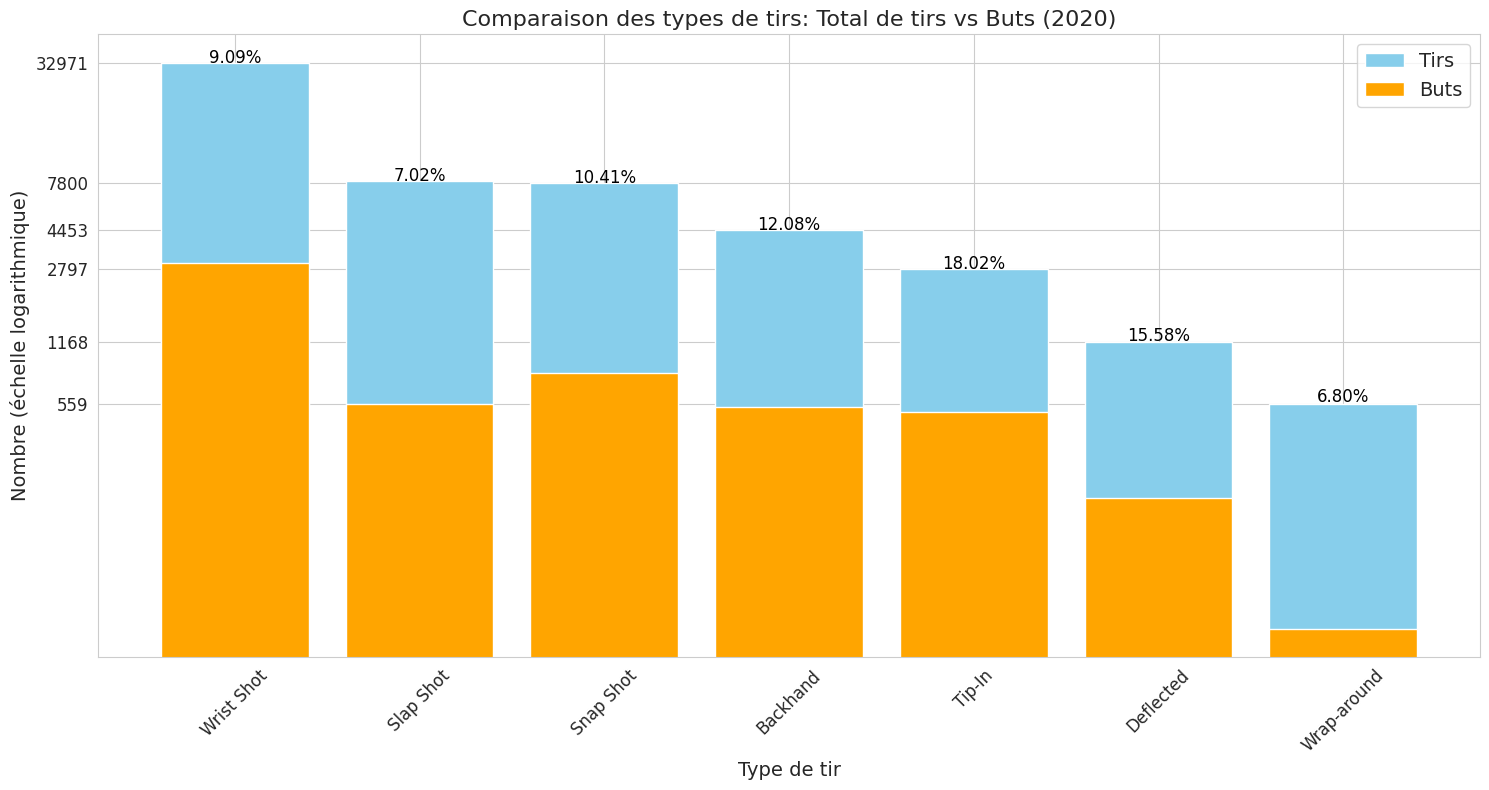 Comparaison des types de tirs: Total de tirs vs Buts (2020)
Tirs
Buts
Nombre (échelle logarithmique)
32971
7800
4453
2797
1168
559
9.09%
7.02%
10.41%
12.08%
18.02%
15.58%
6.80%
Wrist Shot
Slap Shot
Snap Shot
Backhand
Tip-In
Deflected
Wrap-around
Type de tir